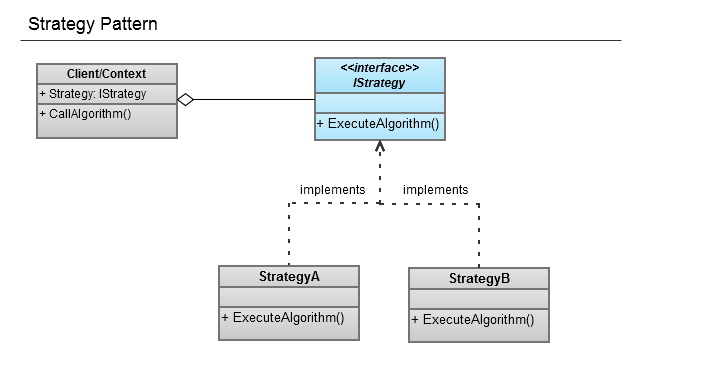 Strategy Pattern
Client/Context
+ Strategy: IStrategy
+ CallAlgorithm()
<<interface>>
IStrategy
+ ExecuteAlgorithm()
implements
implements
StrategyA
+ ExecuteAlgorithm()
StrategyB
+ ExecuteAlgorithm()